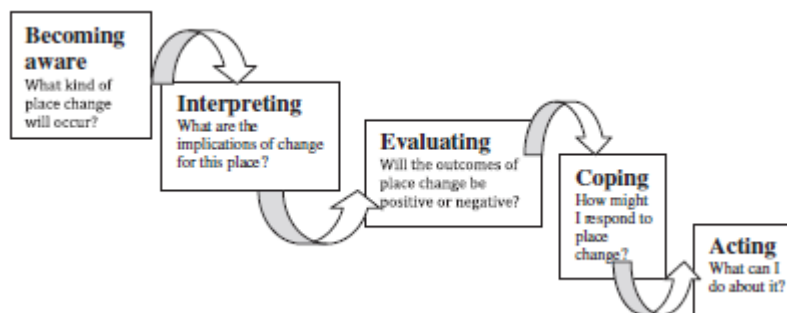 Becoming
aware
What kind of
place change
will occur?
Interpreting
What are the
implications of change
for this place?
Evaluating
Will the outcomes of
place change be
positive or negative?
Coping
How might
I respond to
place
change?
Acting
What can I
do about it?